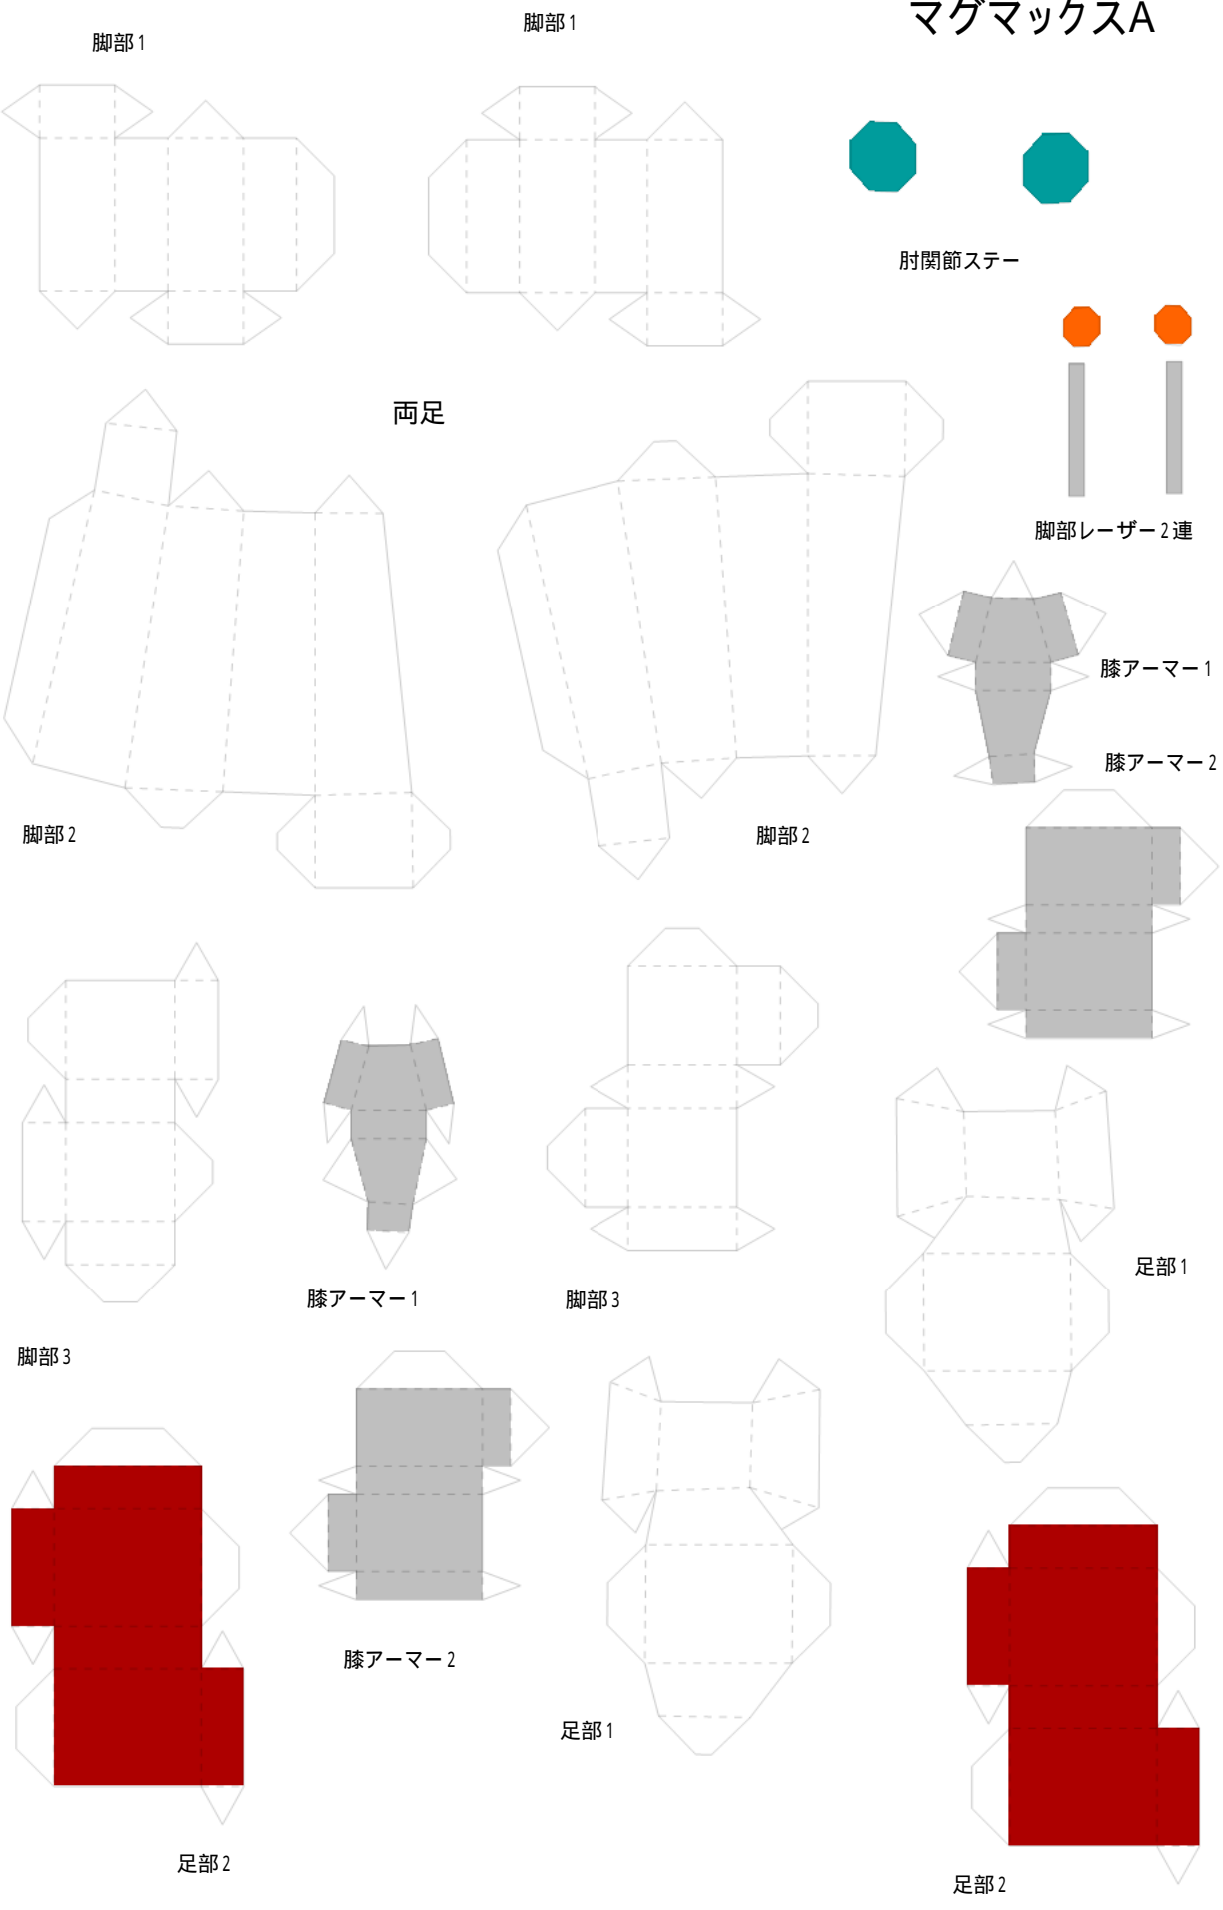 マグマックスA
脚部1
脚部1
肘関節ステー
両足
脚部レーザー2連
膝アーマー1
膝アーマー2
脚部2
脚部2
足部1
膝アーマー1
脚部3
脚部3
膝アーマー2
足部1
足部2
足部2